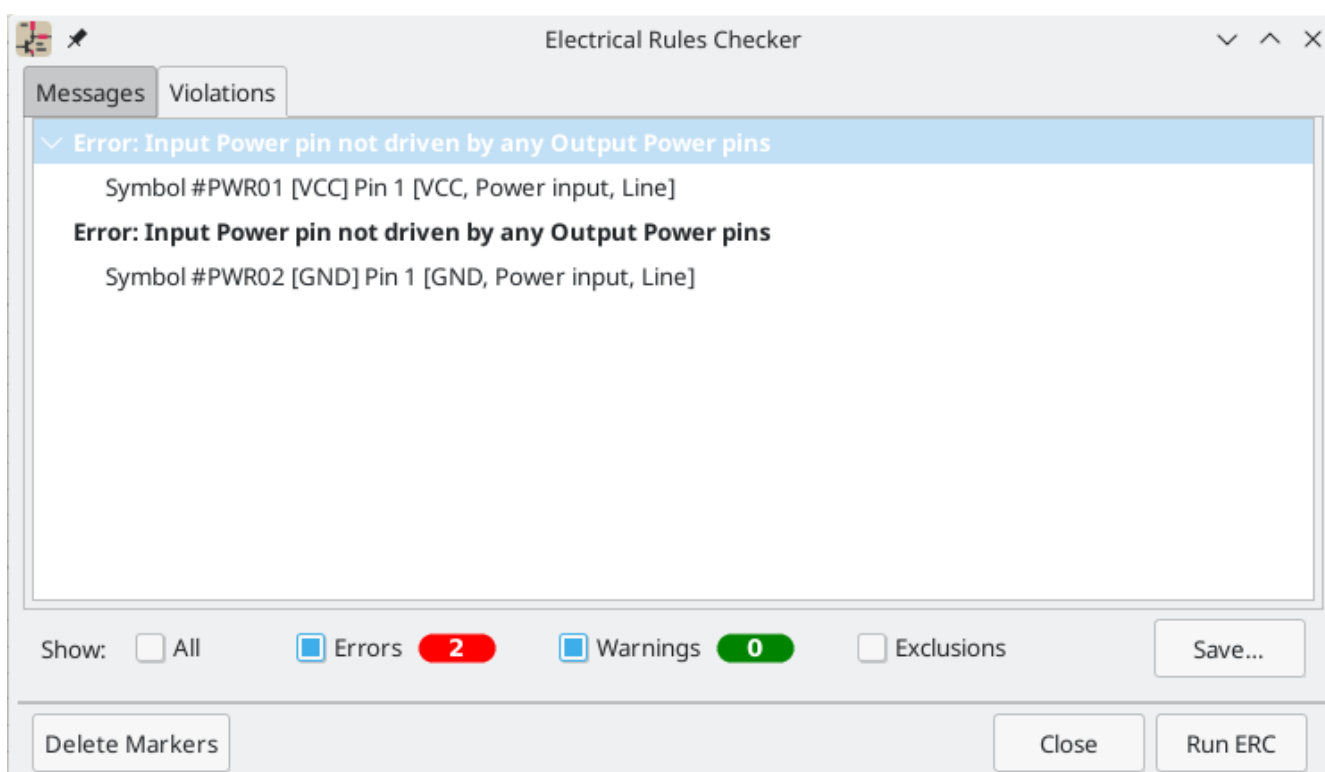 Electrical Rules Checker
Messages Violations
Error: Input Power pin not driven by any Output Power pins
Symbol #PWR01 [VCC] Pin 1 [VCC, Power input, Line]
Error: Input Power pin not driven by any Output Power pins
Symbol #PWR02 [GND] Pin 1 [GND, Power input, Line]
Show: All Errors 2 Warnings 0 Exclusions Save...
Delete Markers Close Run ERC